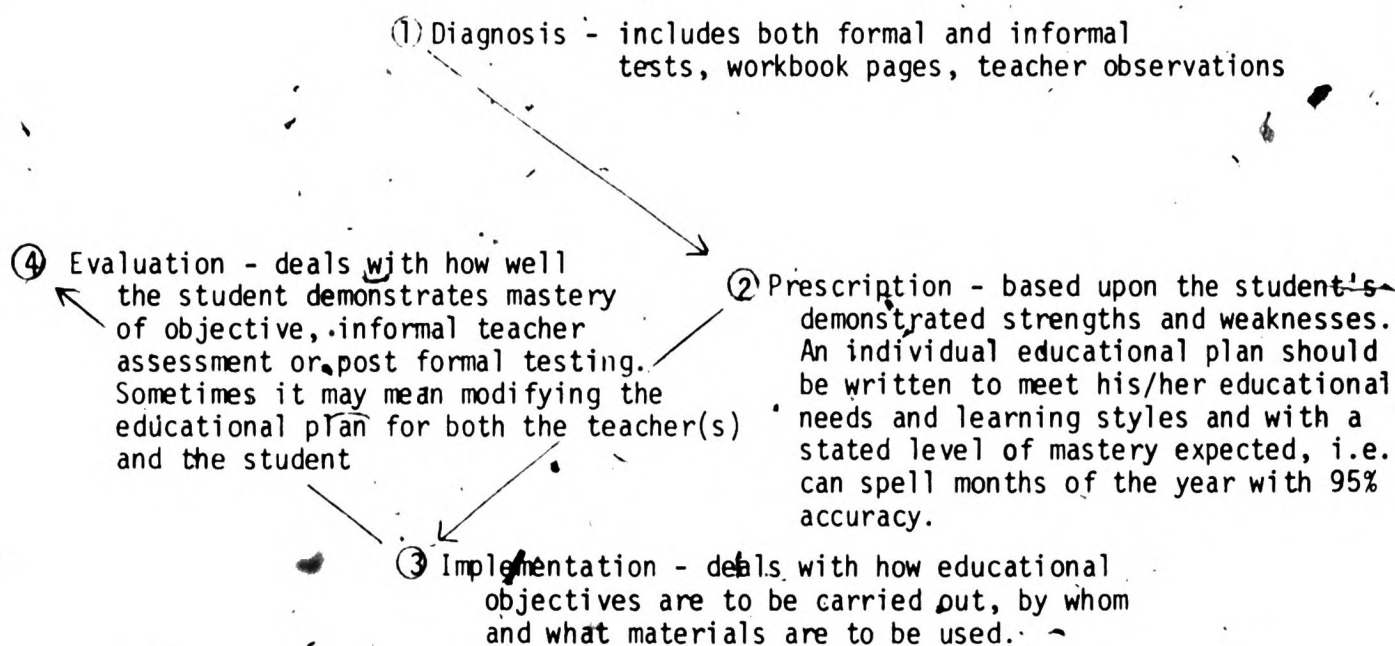 ① Diagnosis - includes both formal and informal
tests, workbook pages, teacher observations
② Prescription - based upon the student's
demonstrated strengths and weaknesses.
An individual educational plan should
be written to meet his/her educational
needs and learning styles and with a
stated level of mastery expected, i.e.
can spell months of the year with 95%
accuracy.
③ Implementation - deals with how educational
objectives are to be carried out, by whom
and what materials are to be used.
④ Evaluation - deals with how well
the student demonstrates mastery
of objective, informal teacher
assessment or post formal testing.
Sometimes it may mean modifying the
educational plan for both the teacher(s)
and the student